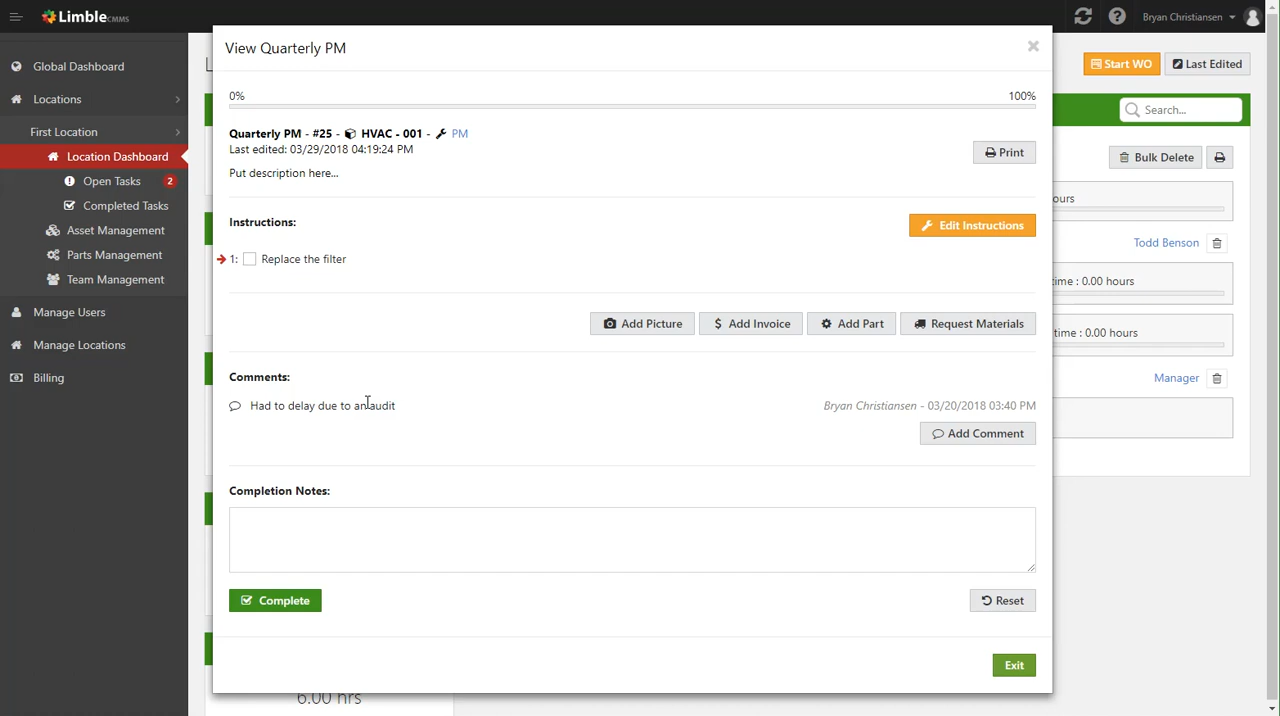 LimbleCMMS
Bryan Christiansen
Global Dashboard
Locations
First Location
Location Dashboard
Open Tasks 2
Completed Tasks
Asset Management
Parts Management
Team Management
Manage Users
Manage Locations
Billing
View Quarterly PM
0% 100%
Quarterly PM - #25 - HVAC - 001 - PM
Last edited: 03/29/2018 04:19:24 PM
Print
Put description here...
Instructions:
Edit Instructions
1: Replace the filter
Add Picture Add Invoice Add Part Request Materials
Comments:
Had to delay due to an audit Bryan Christiansen - 03/20/2018 03:40 PM
Add Comment
Completion Notes:
Complete Reset
Exit
Start WO Last Edited
Search...
Bulk Delete
ours
Todd Benson
ime : 0.00 hours
time : 0.00 hours
Manager
6.00 hrs